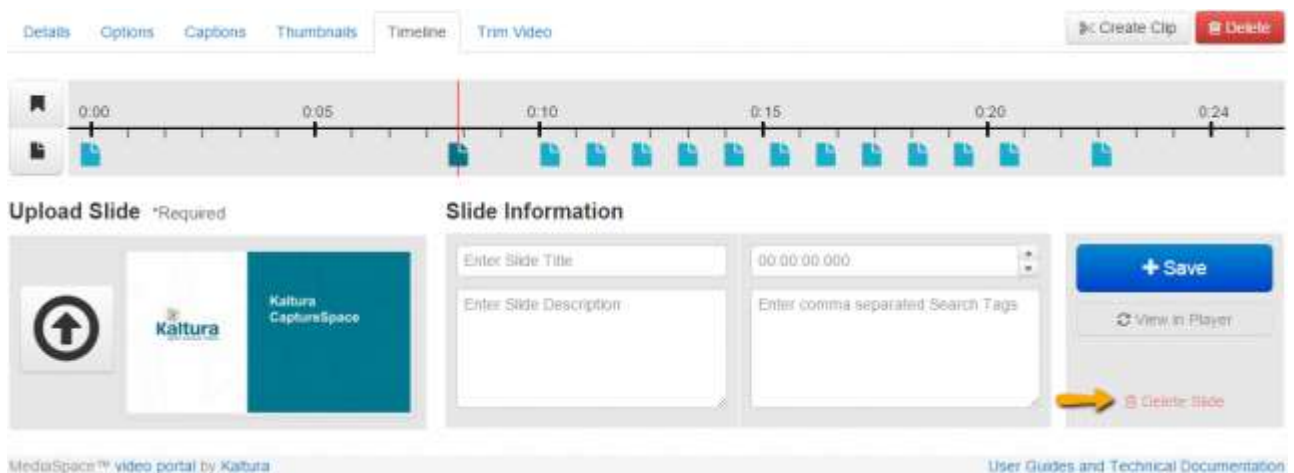 Details Options Captions Thumbnails Timeline Trim Video Create Clip Delete
0:00 0:05 0:10 0:15 0:20 0:24
Upload Slide *Required
Slide Information
Kaltura
Kaltura
CaptureSpace
Enter Slide Title
00:00:00.000
Enter Slide Description
Enter comma separated Search Tags
+ Save
View in Player
Delete Slide
MediaSpace™ video portal by Kaltura
User Guides and Technical Documentation